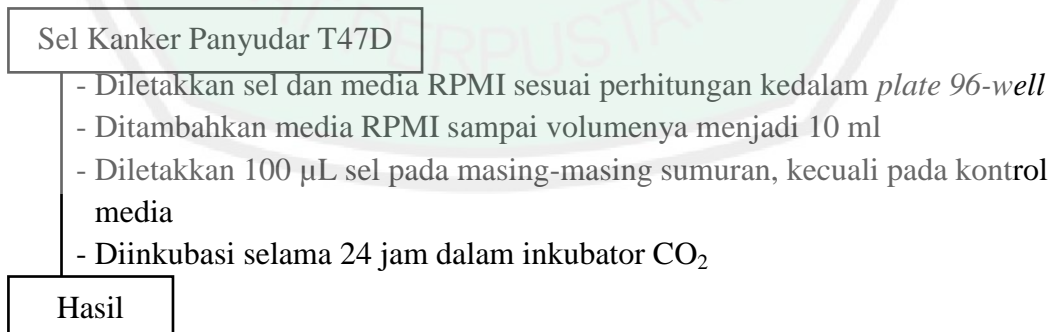 PERPUSTA
Sel Kanker Panyudar T47D
- Diletakkan sel dan media RPMI sesuai perhitungan kedalam plate 96-well
- Ditambahkan media RPMI sampai volumenya menjadi 10 ml
- Diletakkan 100 µL sel pada masing-masing sumuran, kecuali pada kontrol
media
- Diinkubasi selama 24 jam dalam inkubator CO₂
Hasil